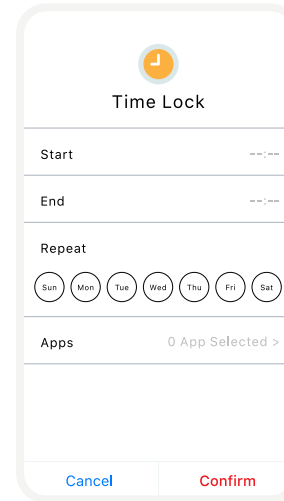 Time Lock
Start --:--
End --:--
Repeat
Sun Mon Tue Wed Thu Fri Sat
Apps 0 App Selected >
Cancel Confirm